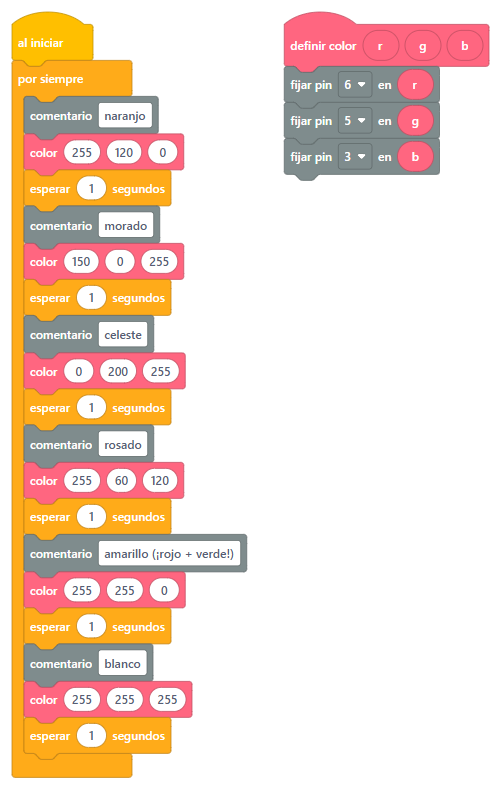 al iniciar
por siempre
comentario naranjo
color 255 120 0
esperar 1 segundos
comentario morado
color 150 0 255
esperar 1 segundos
comentario celeste
color 0 200 255
esperar 1 segundos
comentario rosado
color 255 60 120
esperar 1 segundos
comentario amarillo (¡rojo + verde!)
color 255 255 0
esperar 1 segundos
comentario blanco
color 255 255 255
esperar 1 segundos
definir color r g b
fijar pin 6 en r
fijar pin 5 en g
fijar pin 3 en b